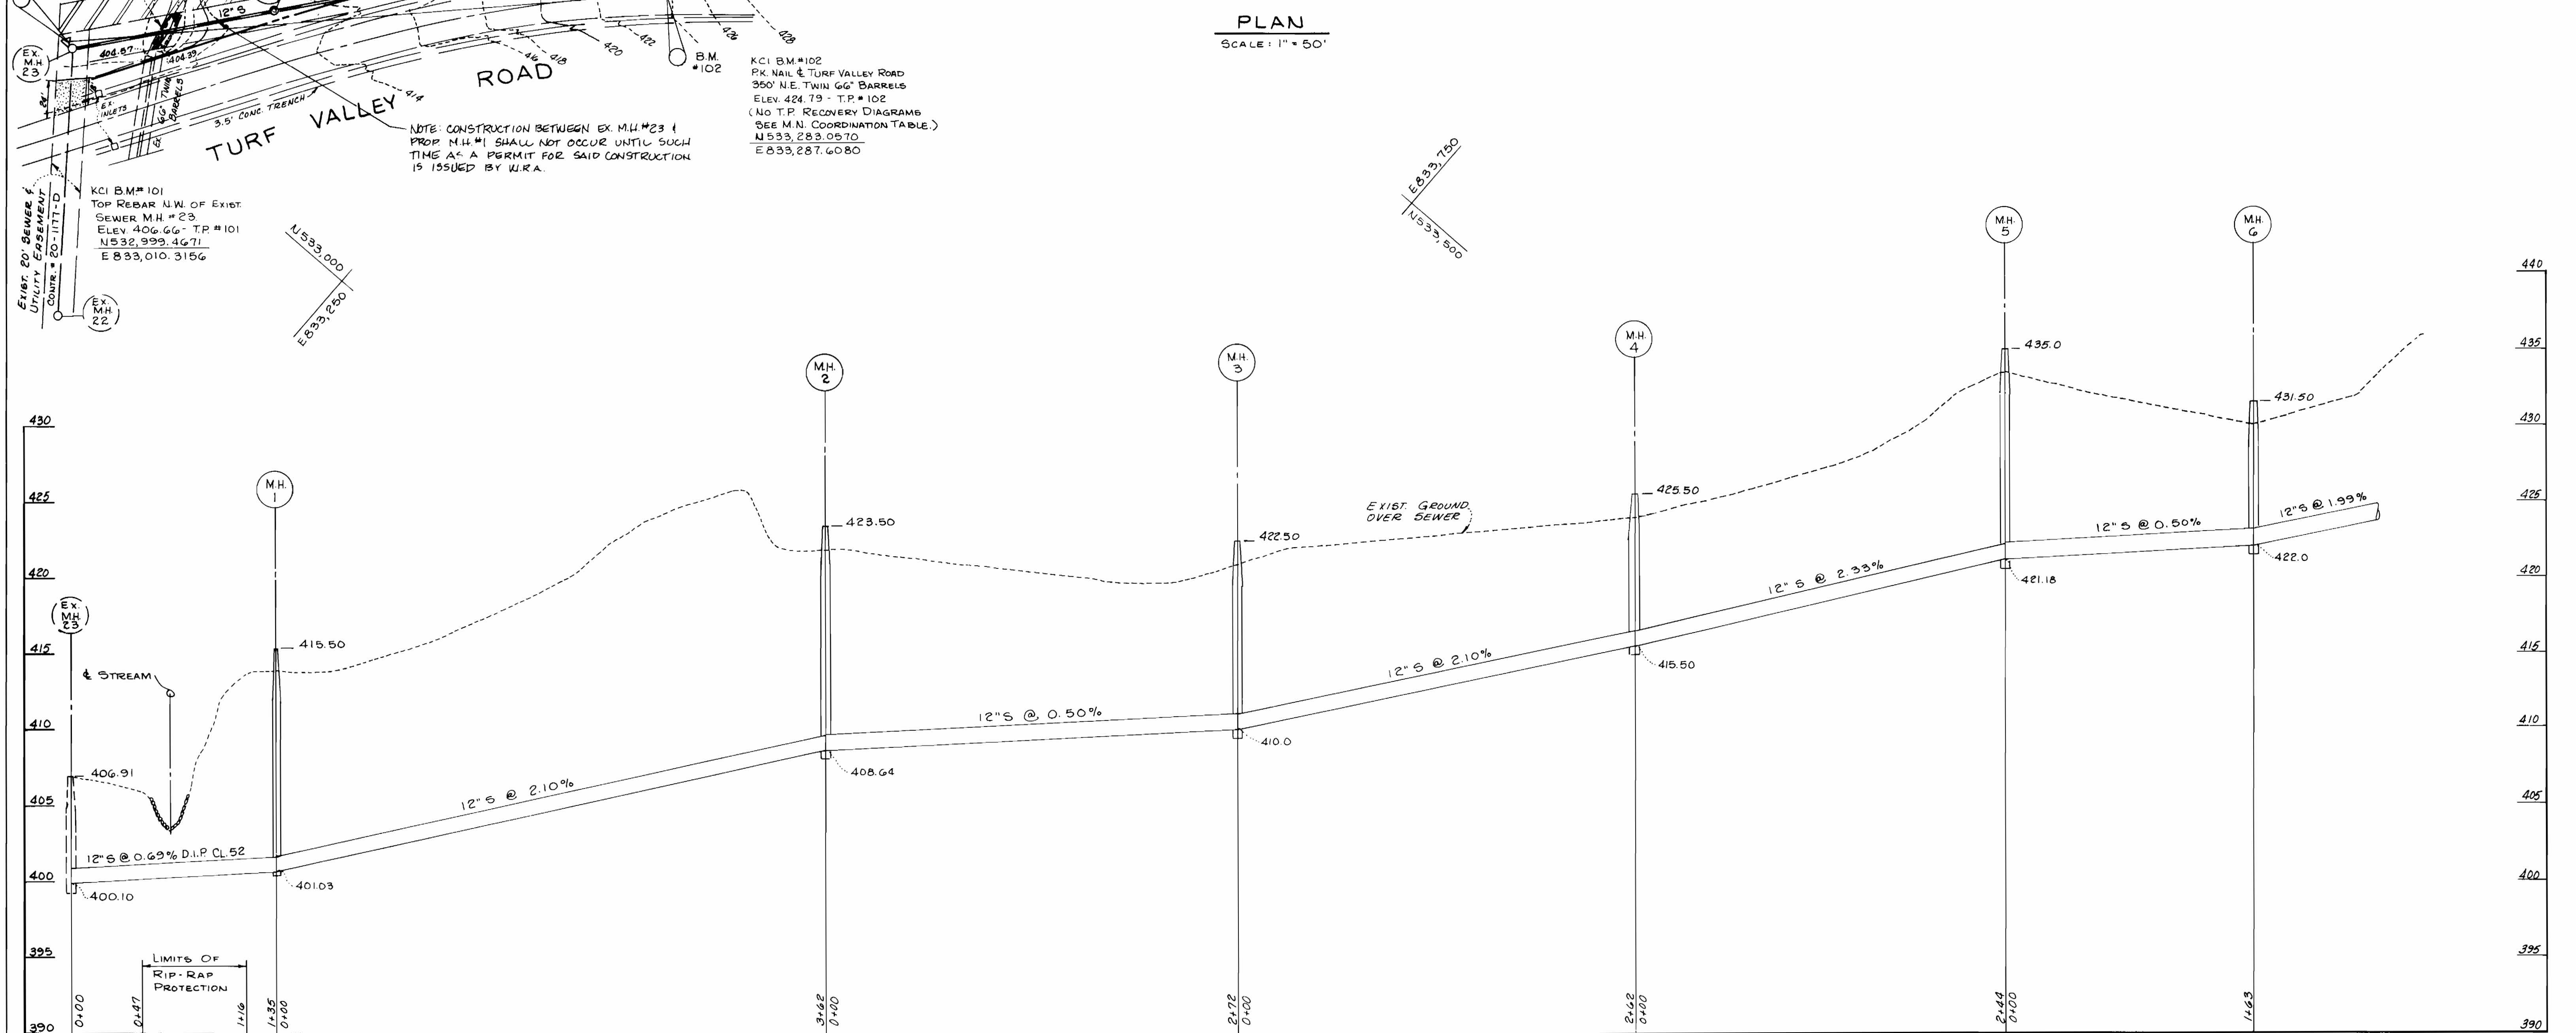 PLAN
SCALE: 1" = 50'
12" S
EX.
M.H.
23
404.87
404.39
24'
EX.
INLETS
EX. 66" TWIN
BARRELS
3.5' CONC. TRENCH
TURF VALLEY ROAD
414
416
418
420
422
426
428
B.M.
#102
KCI B.M.#102
P.K. NAIL ℄ TURF VALLEY ROAD
350' N.E. TWIN 66" BARRELS
ELEV. 424.79 - T.P. #102
(NO T.P. RECOVERY DIAGRAMS
SEE M.N. COORDINATION TABLE.)
N533,283.0570
E833,287.6080
NOTE: CONSTRUCTION BETWEEN EX. M.H.#23 &
PROP. M.H.#1 SHALL NOT OCCUR UNTIL SUCH
TIME AS A PERMIT FOR SAID CONSTRUCTION
IS ISSUED BY W.R.A.
EXIST. 20' SEWER &
UTILITY EASEMENT
CONTR. # 20-1177-D
KCI B.M.#101
TOP REBAR N.W. OF EXIST.
SEWER M.H. #23.
ELEV. 406.66 - T.P. #101
N532,999.4671
E833,010.3156
EX.
M.H.
22
N533,000
E833,250
E833,750
N533,500
M.H.
5
M.H.
6
440
M.H.
4
435.0
435
M.H.
3
M.H.
2
431.50
430
430
M.H.
1
425
425.50
425
EXIST. GROUND
OVER SEWER
12" S @ 1.99%
12" S @ 0.50%
423.50
422.50
422.0
421.18
420
420
12" S @ 2.33%
Ex.
M.H.
23
415
415.50
12" S @ 2.10%
415.50
415
℄ STREAM
410
12" S @ 0.50%
410.0
410
408.64
406.91
12" S @ 2.10%
405
405
12" S @ 0.69% D.I.P. CL. 52
400
400.10
401.03
400
395
LIMITS OF
RIP-RAP
PROTECTION
395
0+00
0+47
1+16
1+35
0+00
3+62
0+00
2+72
0+00
2+62
0+00
2+44
0+00
1+63
390
390